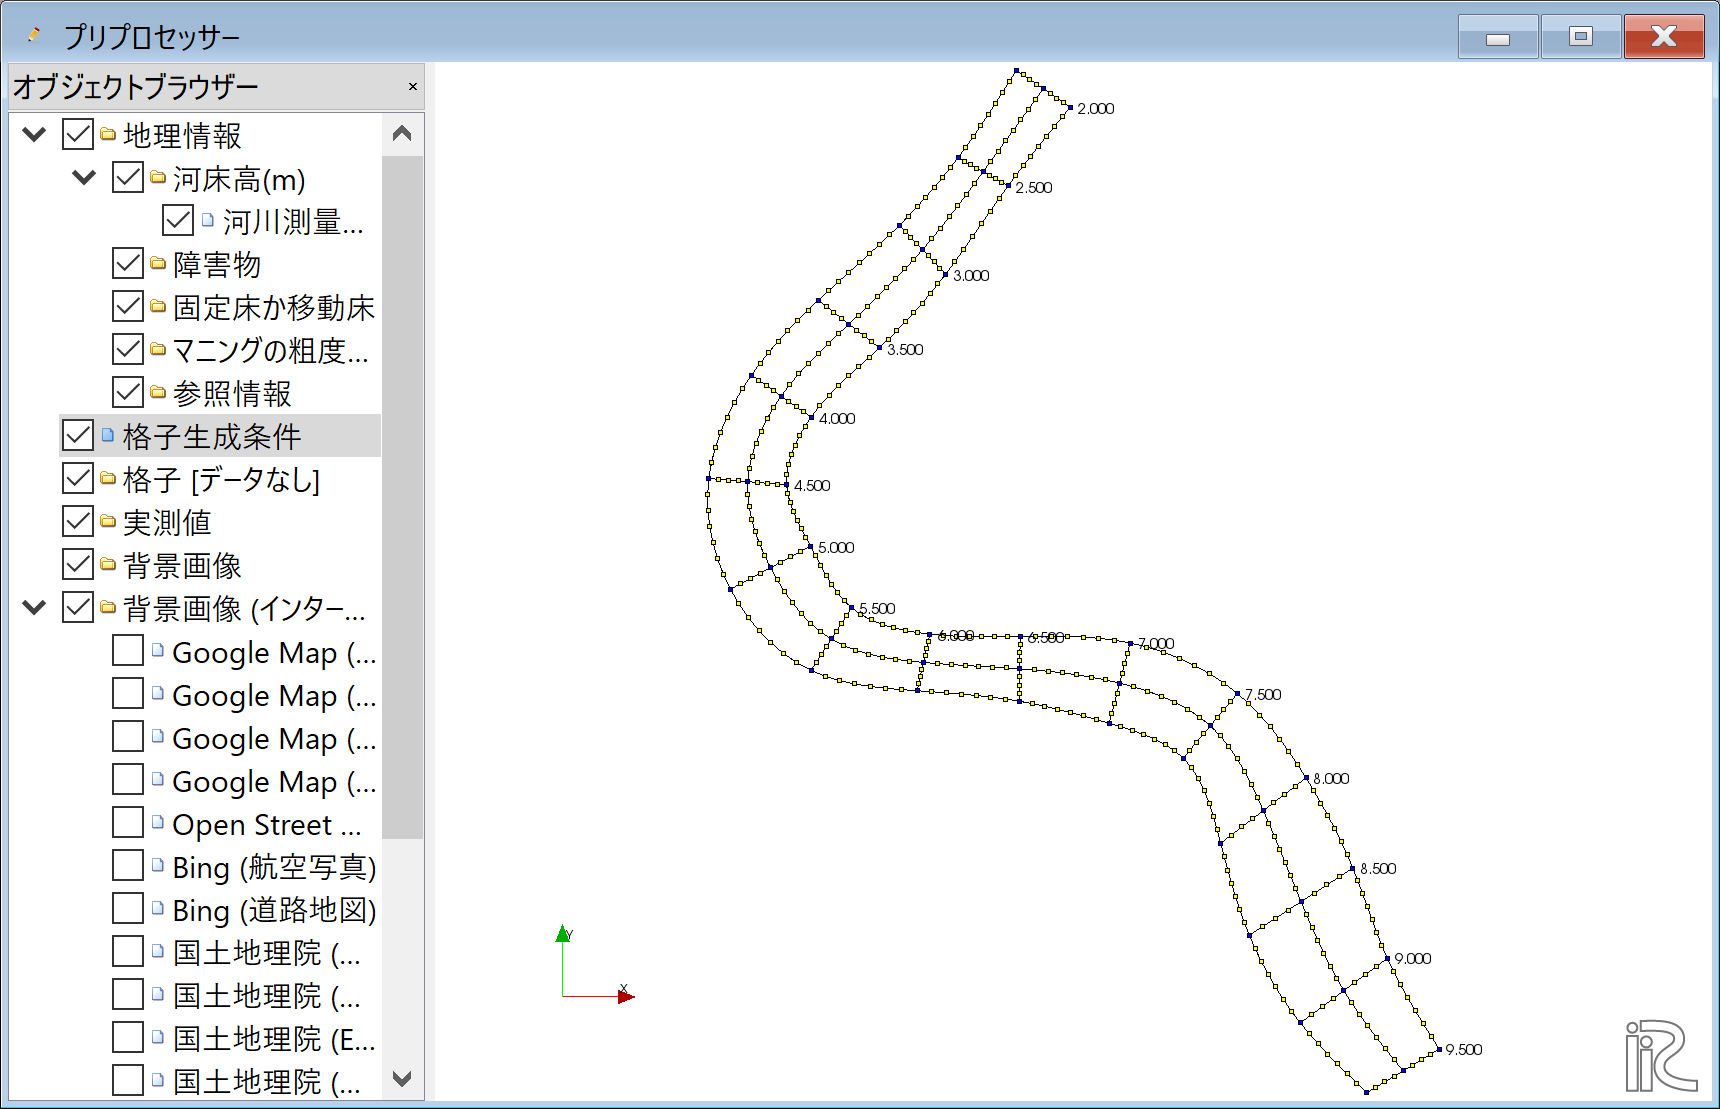 プリプロセッサー
オブジェクトブラウザー ×
地理情報
河床高(m)
河川測量...
障害物
固定床か移動床
マニングの粗度...
参照情報
格子生成条件
格子 [データなし]
実測値
背景画像
背景画像 (インター...
Google Map (...
Google Map (...
Google Map (...
Google Map (...
Open Street ...
Bing (航空写真)
Bing (道路地図)
国土地理院 (...
国土地理院 (...
国土地理院 (E...
国土地理院 (...
2.000
2.500
3.000
3.500
4.000
4.500
5.000
5.500
6.000
6.500
7.000
7.500
8.000
8.500
9.000
9.500
Y
X
iRIC